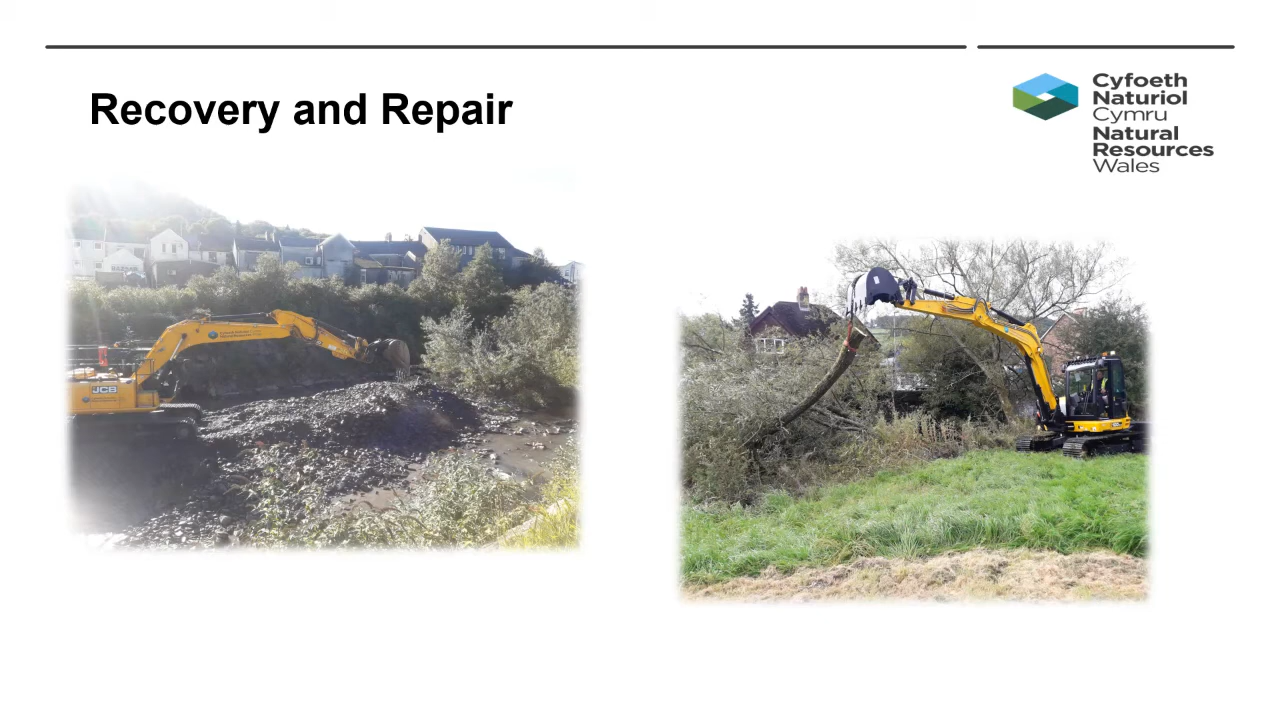 Recovery and Repair
Cyfoeth
Naturiol
Cymru
Natural
Resources
Wales
JCB